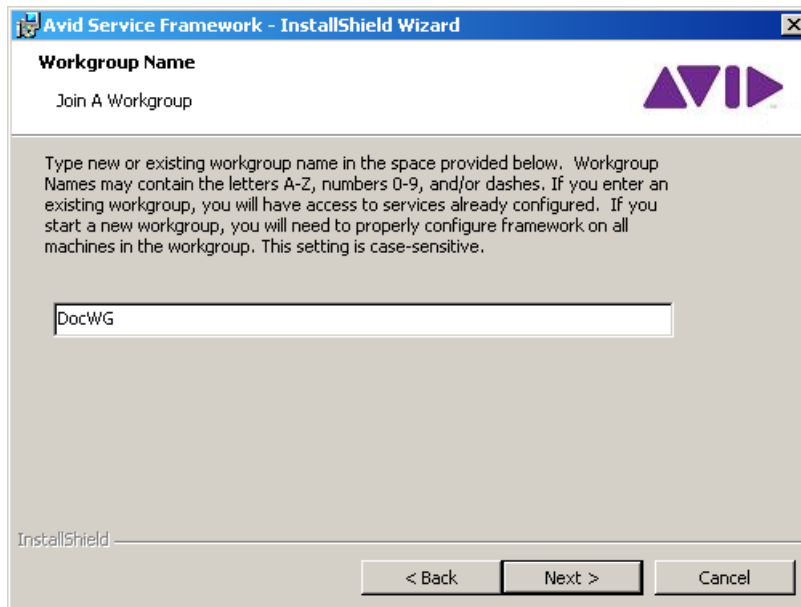 Avid Service Framework - InstallShield Wizard
Workgroup Name
Join A Workgroup
AVID
Type new or existing workgroup name in the space provided below.  Workgroup
Names may contain the letters A-Z, numbers 0-9, and/or dashes. If you enter an
existing workgroup, you will have access to services already configured.  If you
start a new workgroup, you will need to properly configure framework on all
machines in the workgroup. This setting is case-sensitive.
DocWG
InstallShield
< Back Next > Cancel